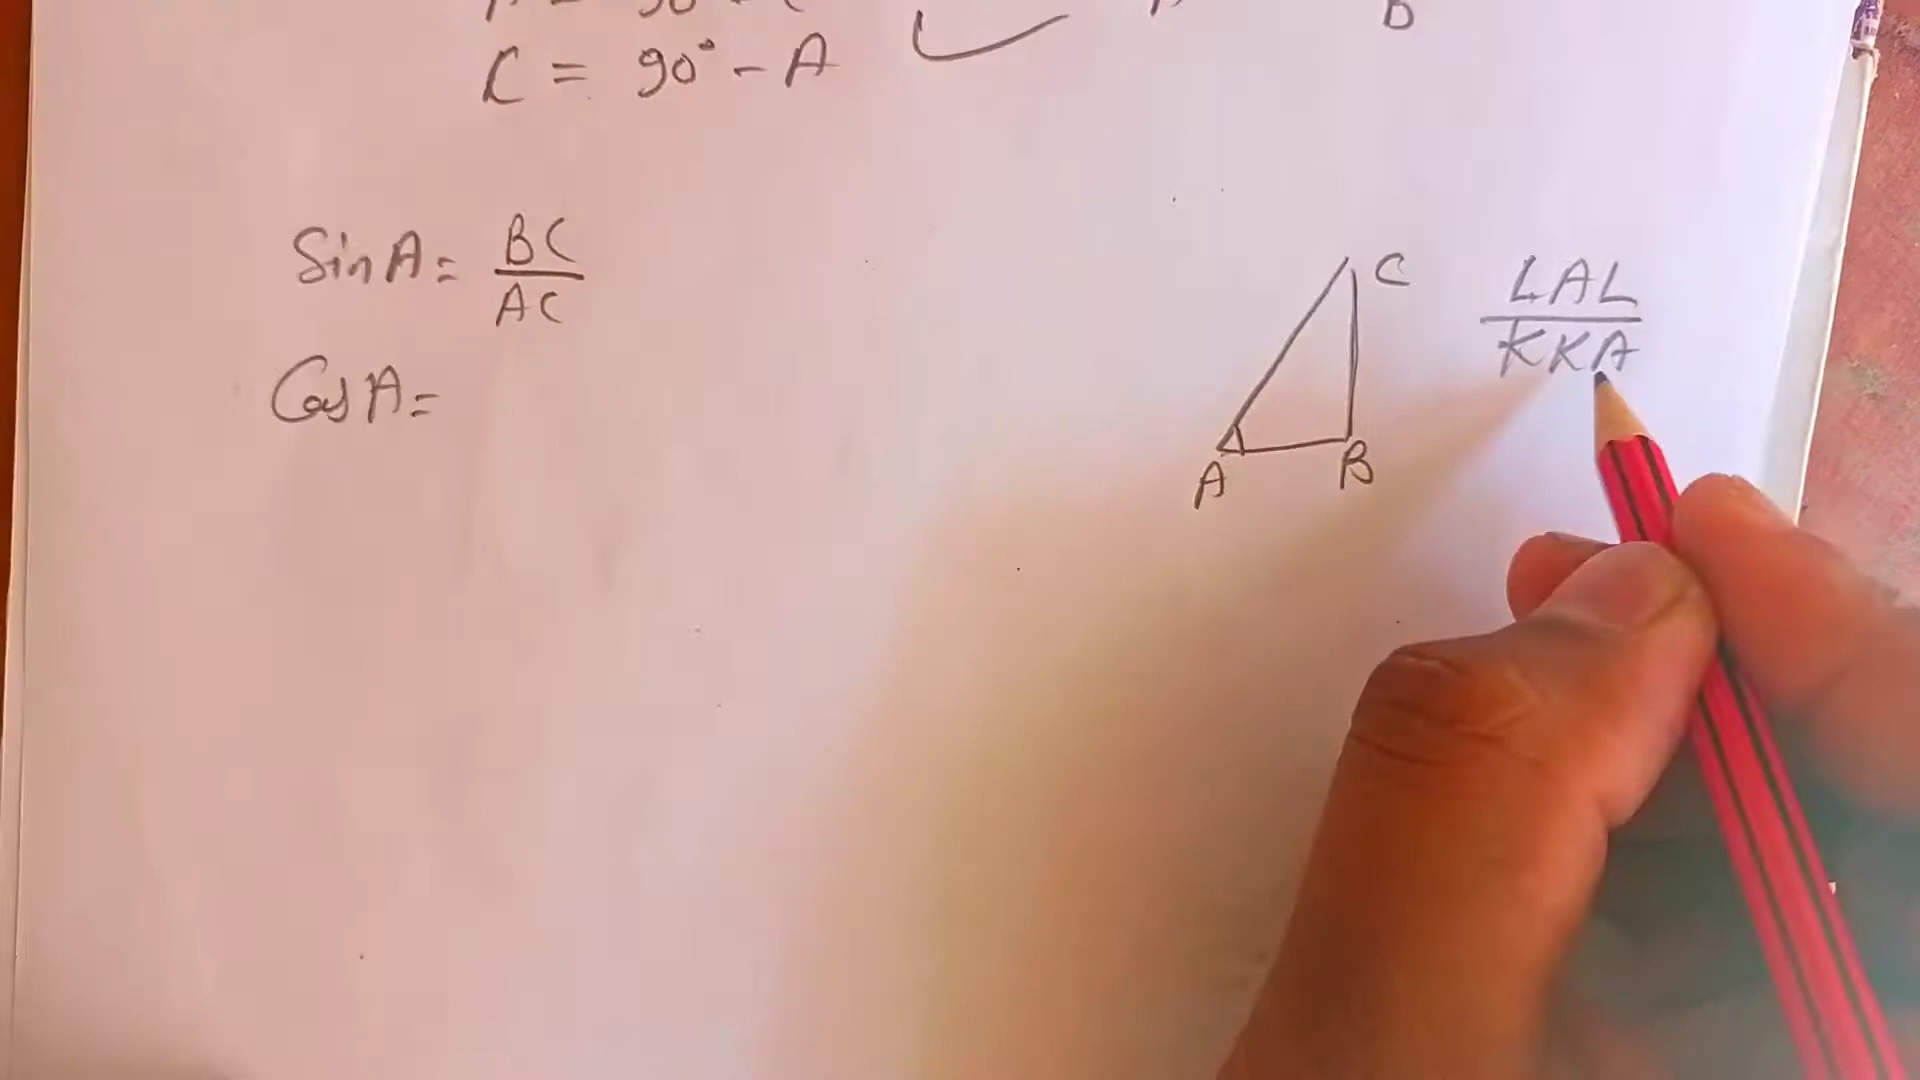 C = 90° - A
Sin A = BC
AC
Cos A =
C
LAL
KKA
A
B